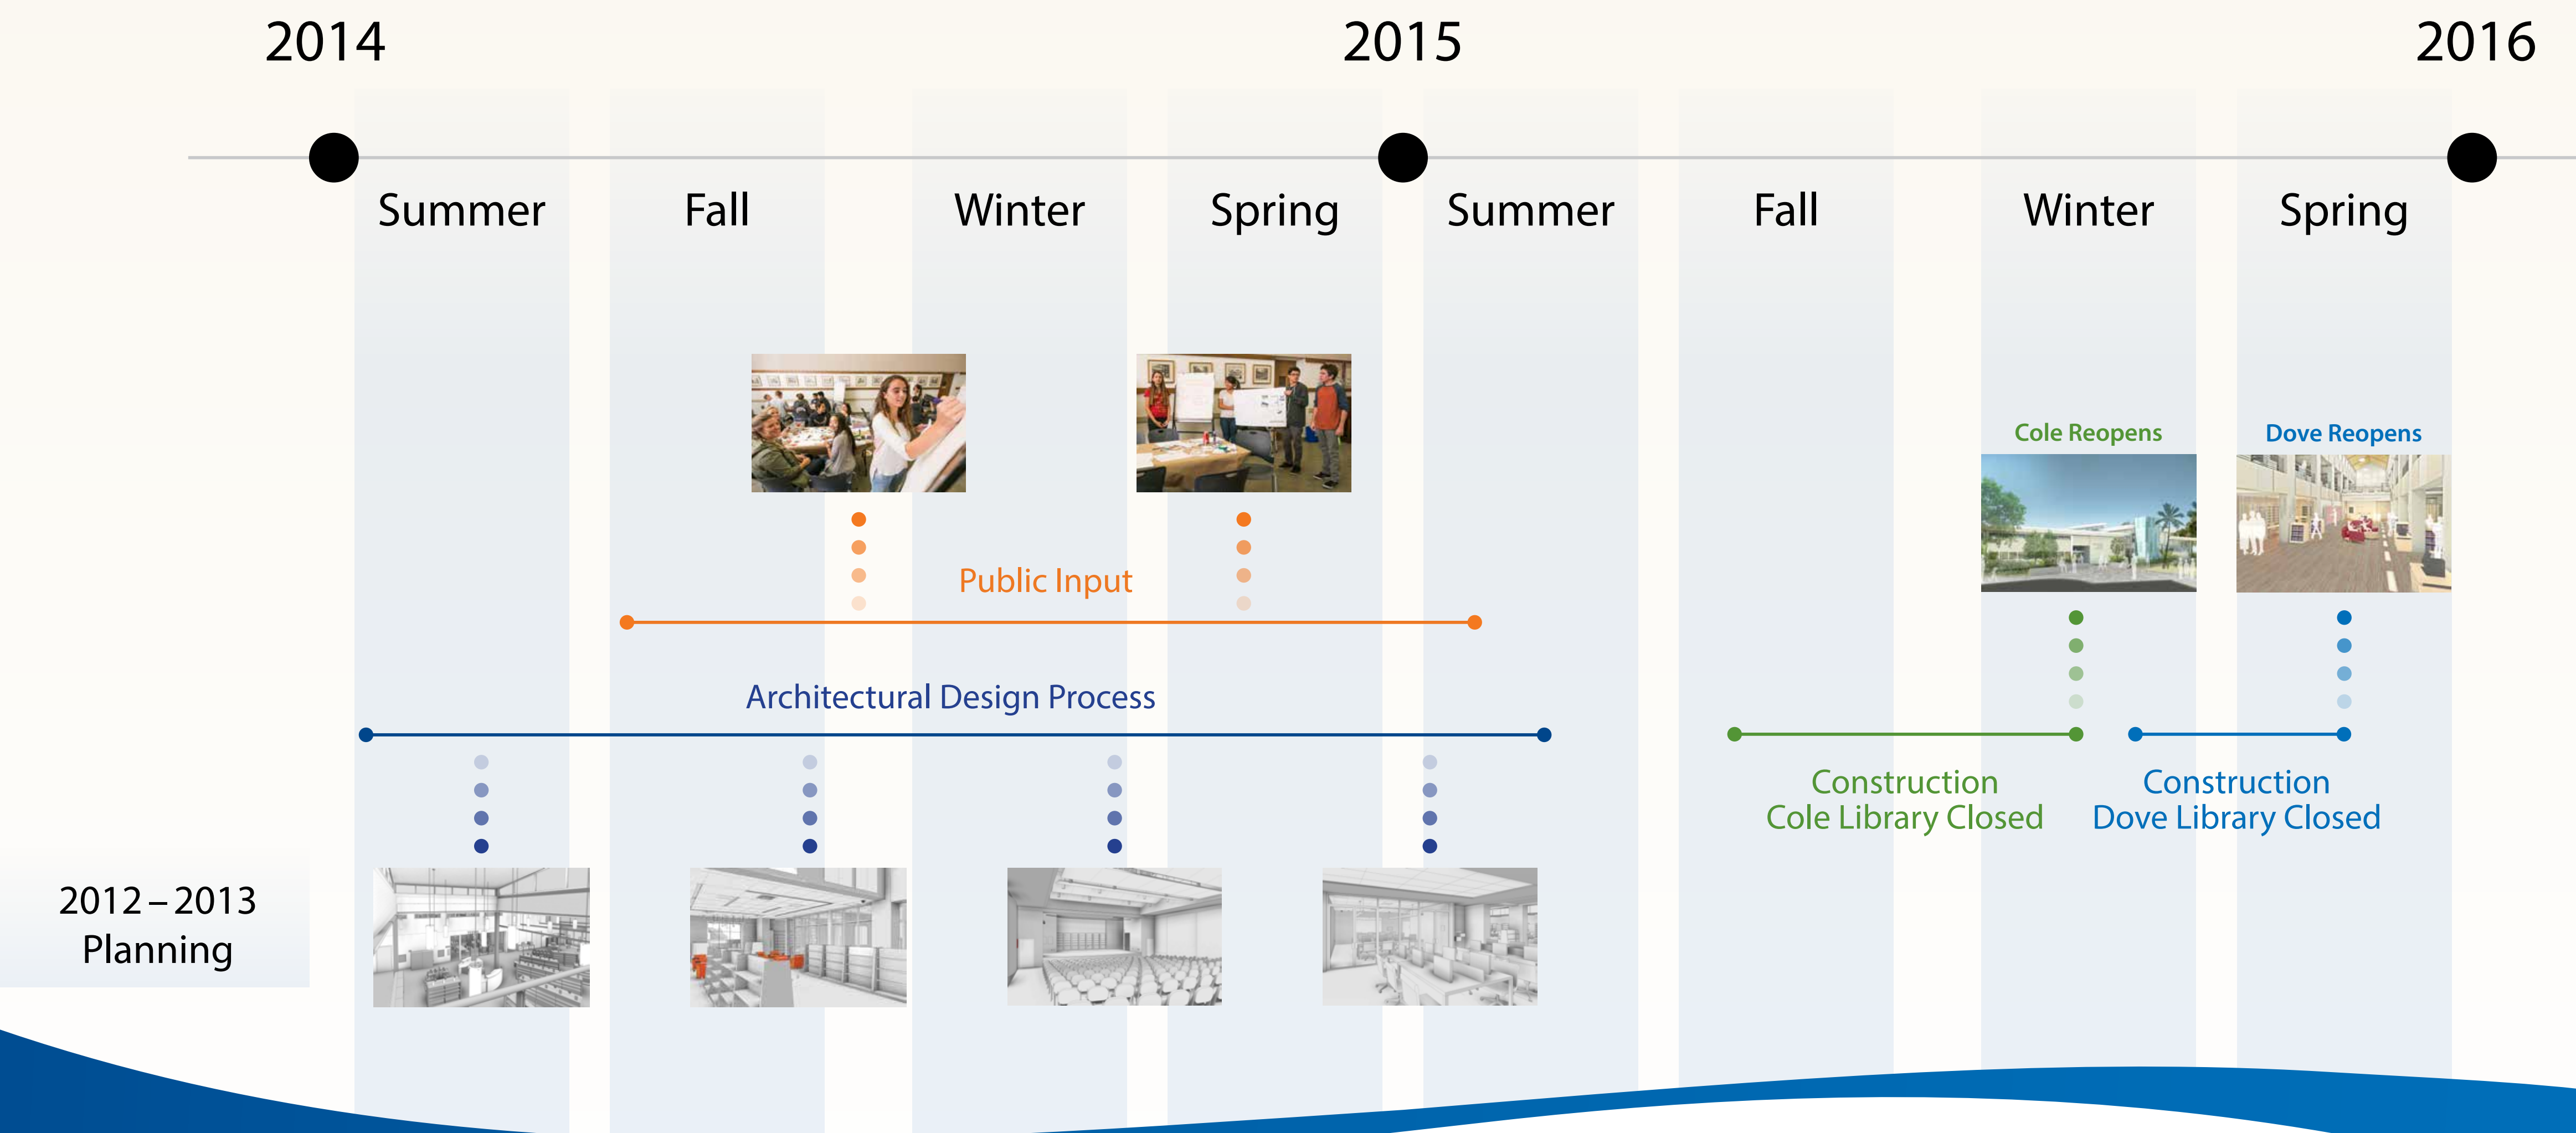 2014
2015
2016
Summer
Fall
Winter
Spring
Summer
Fall
Winter
Spring
Cole Reopens
Dove Reopens
Public Input
Architectural Design Process
Construction
Cole Library Closed
Construction
Dove Library Closed
2012 – 2013
Planning